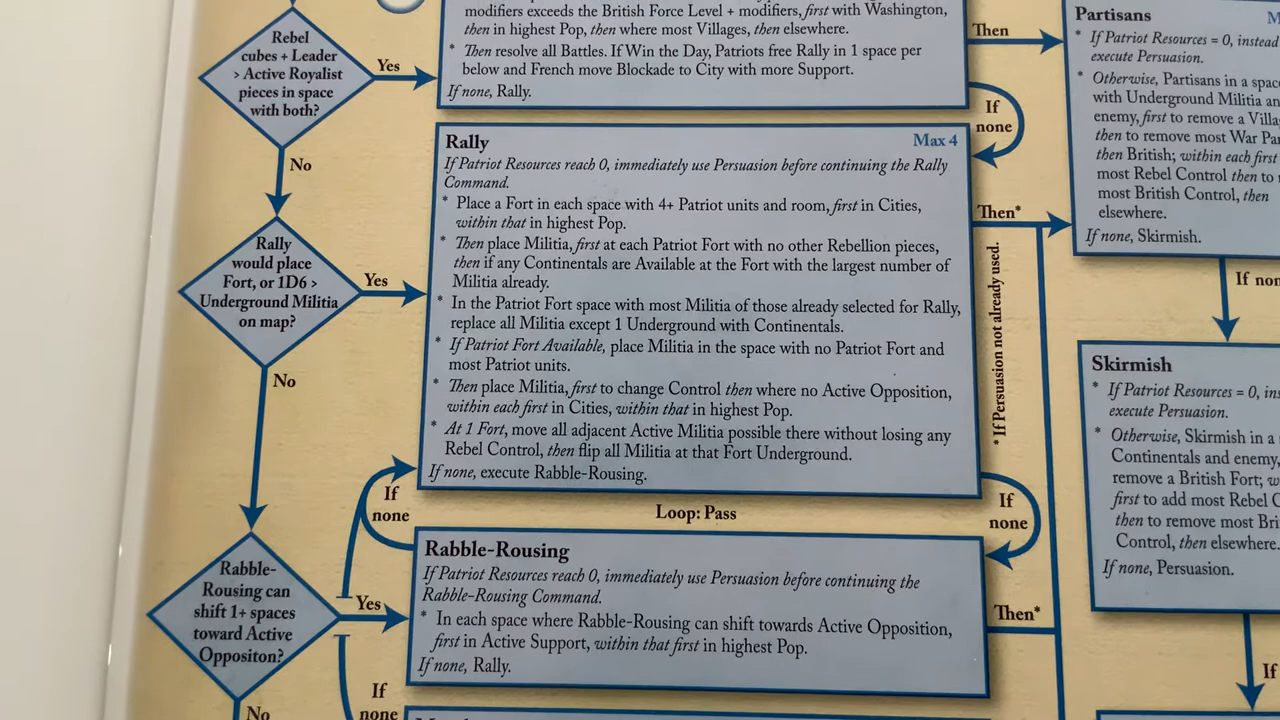 Rebel
cubes + Leader
> Active Royalist
pieces in space
with both?
Yes
No
modifiers exceeds the British Force Level + modifiers, first with Washington,
then in highest Pop, then where most Villages, then elsewhere.
* Then resolve all Battles. If Win the Day, Patriots free Rally in 1 space per
below and French move Blockade to City with more Support.
If none, Rally.
Then
If
none
Rally
would place
Fort, or 1D6 >
Underground Militia
on map?
Yes
No
Rally Max 4
If Patriot Resources reach 0, immediately use Persuasion before continuing the Rally
Command.
* Place a Fort in each space with 4+ Patriot units and room, first in Cities,
within that in highest Pop.
* Then place Militia, first at each Patriot Fort with no other Rebellion pieces,
then if any Continentals are Available at the Fort with the largest number of
Militia already.
* In the Patriot Fort space with most Militia of those already selected for Rally,
replace all Militia except 1 Underground with Continentals.
* If Patriot Fort Available, place Militia in the space with no Patriot Fort and
most Patriot units.
* Then place Militia, first to change Control then where no Active Opposition,
within each first in Cities, within that in highest Pop.
* At 1 Fort, move all adjacent Active Militia possible there without losing any
Rebel Control, then flip all Militia at that Fort Underground.
If none, execute Rabble-Rousing.
Then*
* If Persuasion not already used.
If
none
If
none
Loop: Pass
Rabble-
Rousing can
shift 1+ spaces
toward Active
Oppositon?
Yes
No
Rabble-Rousing
If Patriot Resources reach 0, immediately use Persuasion before continuing the
Rabble-Rousing Command.
* In each space where Rabble-Rousing can shift towards Active Opposition,
first in Active Support, within that first in highest Pop.
If none, Rally.
Then*
If
none
Partisans M
* If Patriot Resources = 0, instead
execute Persuasion.
* Otherwise, Partisans in a space
with Underground Militia an
enemy, first to remove a Villa
then to remove most War Pa
then British; within each first
most Rebel Control then to
most British Control, then
elsewhere.
If none, Skirmish.
If non
Skirmish
* If Patriot Resources = 0, ins
execute Persuasion.
* Otherwise, Skirmish in a
Continentals and enemy,
remove a British Fort; w
first to add most Rebel C
then to remove most Bri
Control, then elsewhere.
If none, Persuasion.
If